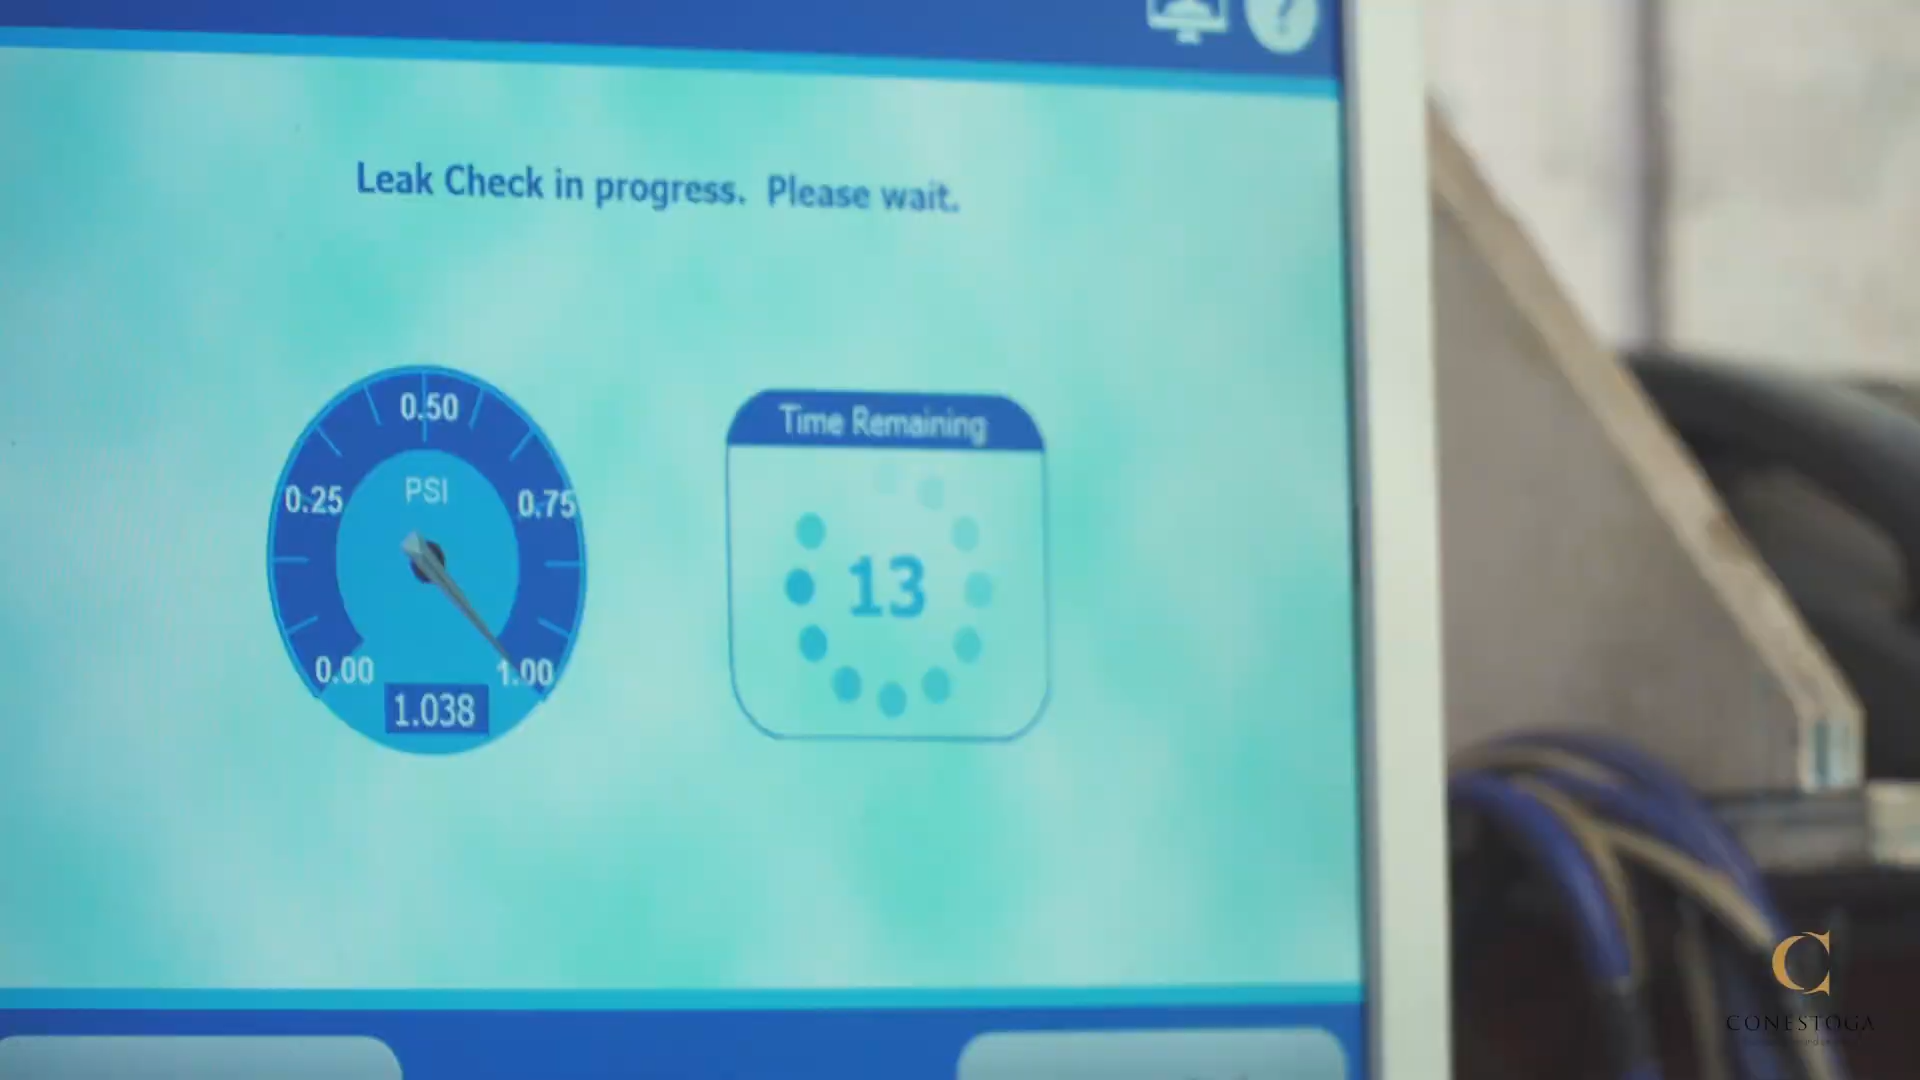 ?
Leak Check in progress. Please wait.
0.50
0.25
PSI
0.75
0.00
1.00
1.038
Time Remaining
13
CONESTOGA